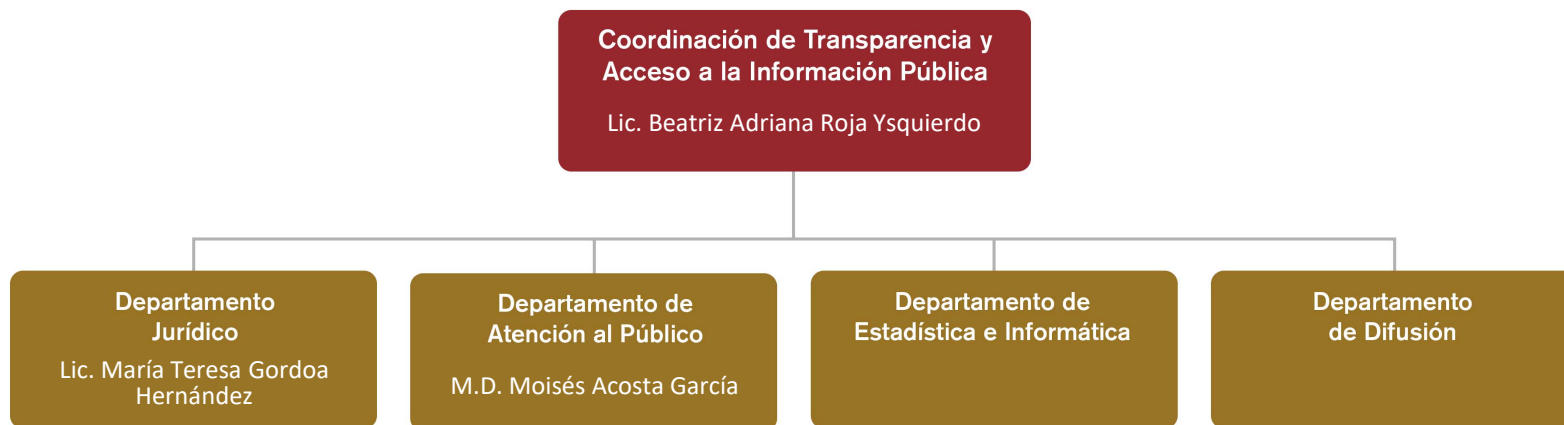 Coordinación de Transparencia y
Acceso a la Información Pública
Lic. Beatriz Adriana Roja Ysquierdo
Departamento
Jurídico
Lic. María Teresa Gordoa
Hernández
Departamento de
Atención al Público
M.D. Moisés Acosta García
Departamento de
Estadística e Informática
Departamento
de Difusión